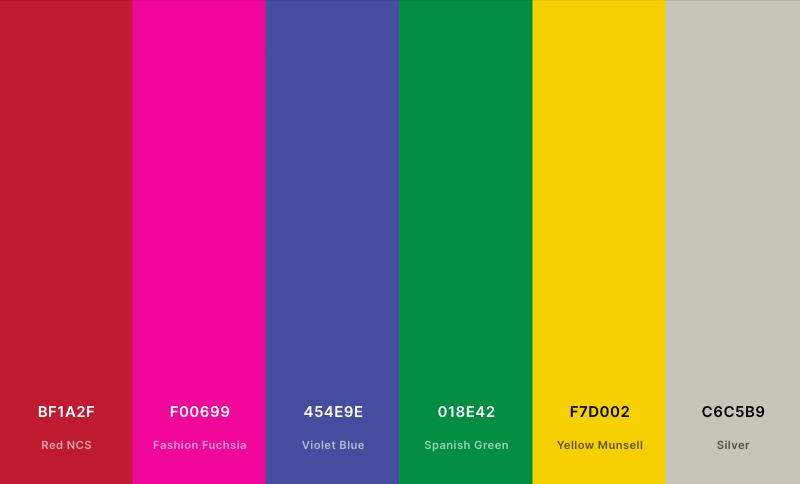 BF1A2F F00699 454E9E 018E42 F7D002 C6C5B9
Red NCS Fashion Fuchsia Violet Blue Spanish Green Yellow Munsell Silver